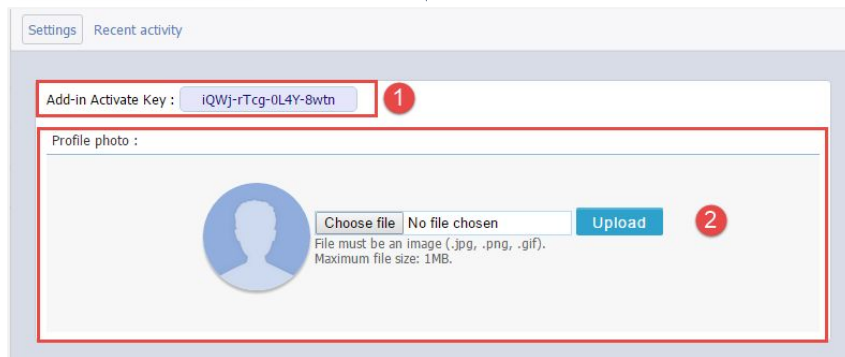 Settings Recent activity
Add-in Activate Key : iQWj-rTcg-0L4Y-8wtn 1
Profile photo :
Choose file No file chosen Upload 2
File must be an image (.jpg, .png, .gif).
Maximum file size: 1MB.